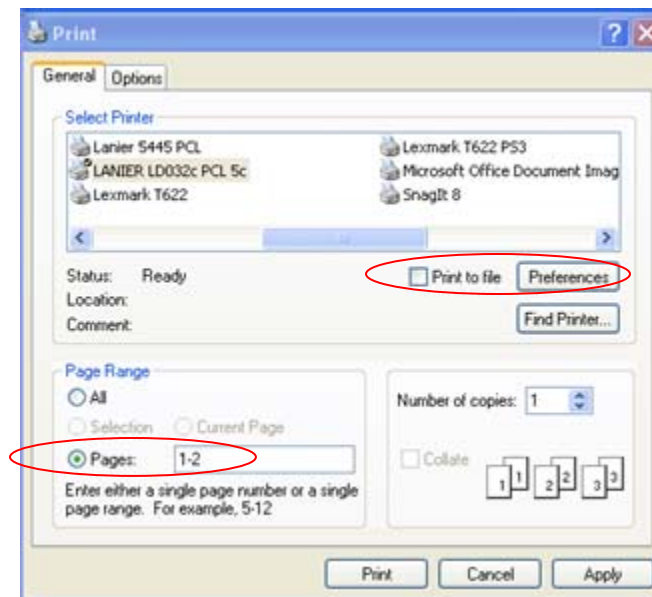 Print
General Options
Select Printer
Lanier 5445 PCL
LANIER LD032c PCL 5c
Lexmark T622
Lexmark T622 PS3
Microsoft Office Document Imag
SnagIt 8
Status: Ready
Location:
Comment:
Print to file
Preferences
Find Printer...
Page Range
All
Selection Current Page
Pages: 1-2
Enter either a single page number or a single
page range. For example, 5-12
Number of copies: 1
Collate
1 1 2 2 3 3
Print Cancel Apply